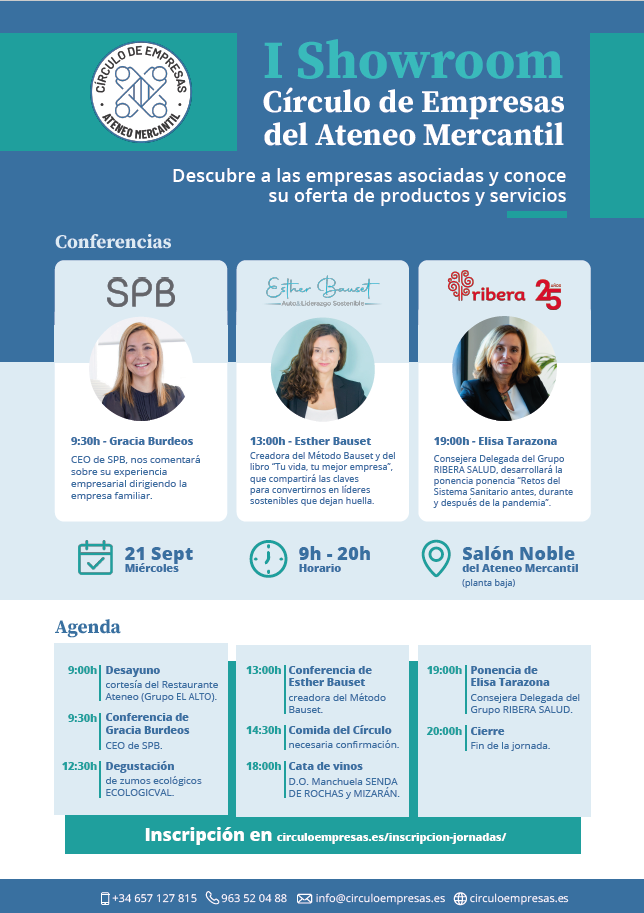 CÍRCULO DE EMPRESAS
ATENEO MERCANTIL
I Showroom
Círculo de Empresas
del Ateneo Mercantil
Descubre a las empresas asociadas y conoce
su oferta de productos y servicios
Conferencias
SPB
9:30h - Gracia Burdeos
CEO de SPB, nos comentará
sobre su experiencia
empresarial dirigiendo la
empresa familiar.
Esther Bauset
Auto&Liderazgo Sostenible
13:00h - Esther Bauset
Creadora del Método Bauset y del
libro “Tu vida, tu mejor empresa”,
que compartirá las claves
para convertirnos en líderes
sostenibles que dejan huella.
ribera 25
19:00h - Elisa Tarazona
Consejera Delegada del Grupo
RIBERA SALUD, desarrollará la
ponencia ponencia “Retos del
Sistema Sanitario antes, durante
y después de la pandemia”.
21 Sept
Miércoles
9h - 20h
Horario
Salón Noble
del Ateneo Mercantil
(planta baja)
Agenda
9:00h Desayuno
cortesía del Restaurante
Ateneo (Grupo EL ALTO).
9:30h Conferencia de
Gracia Burdeos
CEO de SPB.
12:30h Degustación
de zumos ecológicos
ECOLOGICVAL.
13:00h Conferencia de
Esther Bauset
creadora del Método
Bauset.
14:30h Comida del Círculo
necesaria confirmación.
18:00h Cata de vinos
D.O. Manchuela SENDA
DE ROCHAS y MIZARÁN.
19:00h Ponencia de
Elisa Tarazona
Consejera Delegada del
Grupo RIBERA SALUD.
20:00h Cierre
Fin de la jornada.
Inscripción en circuloempresas.es/inscripcion-jornadas/
+34 657 127 815 963 52 04 88 info@circuloempresas.es circuloempresas.es